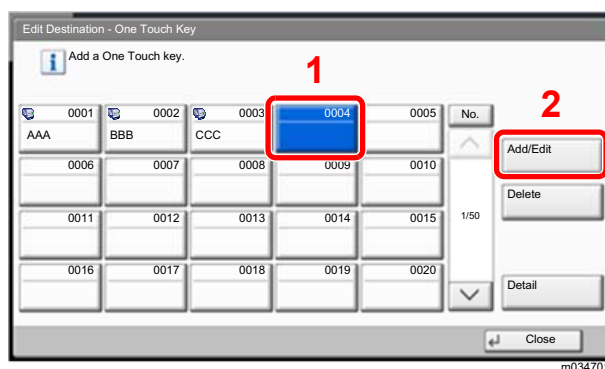 Edit Destination - One Touch Key
Add a One Touch key.
1
0001 0002 0003 0004 0005 No. 2
AAA BBB CCC
Add/Edit
0006 0007 0008 0009 0010
Delete
0011 0012 0013 0014 0015 1/50
0016 0017 0018 0019 0020
Detail
Close
m03470